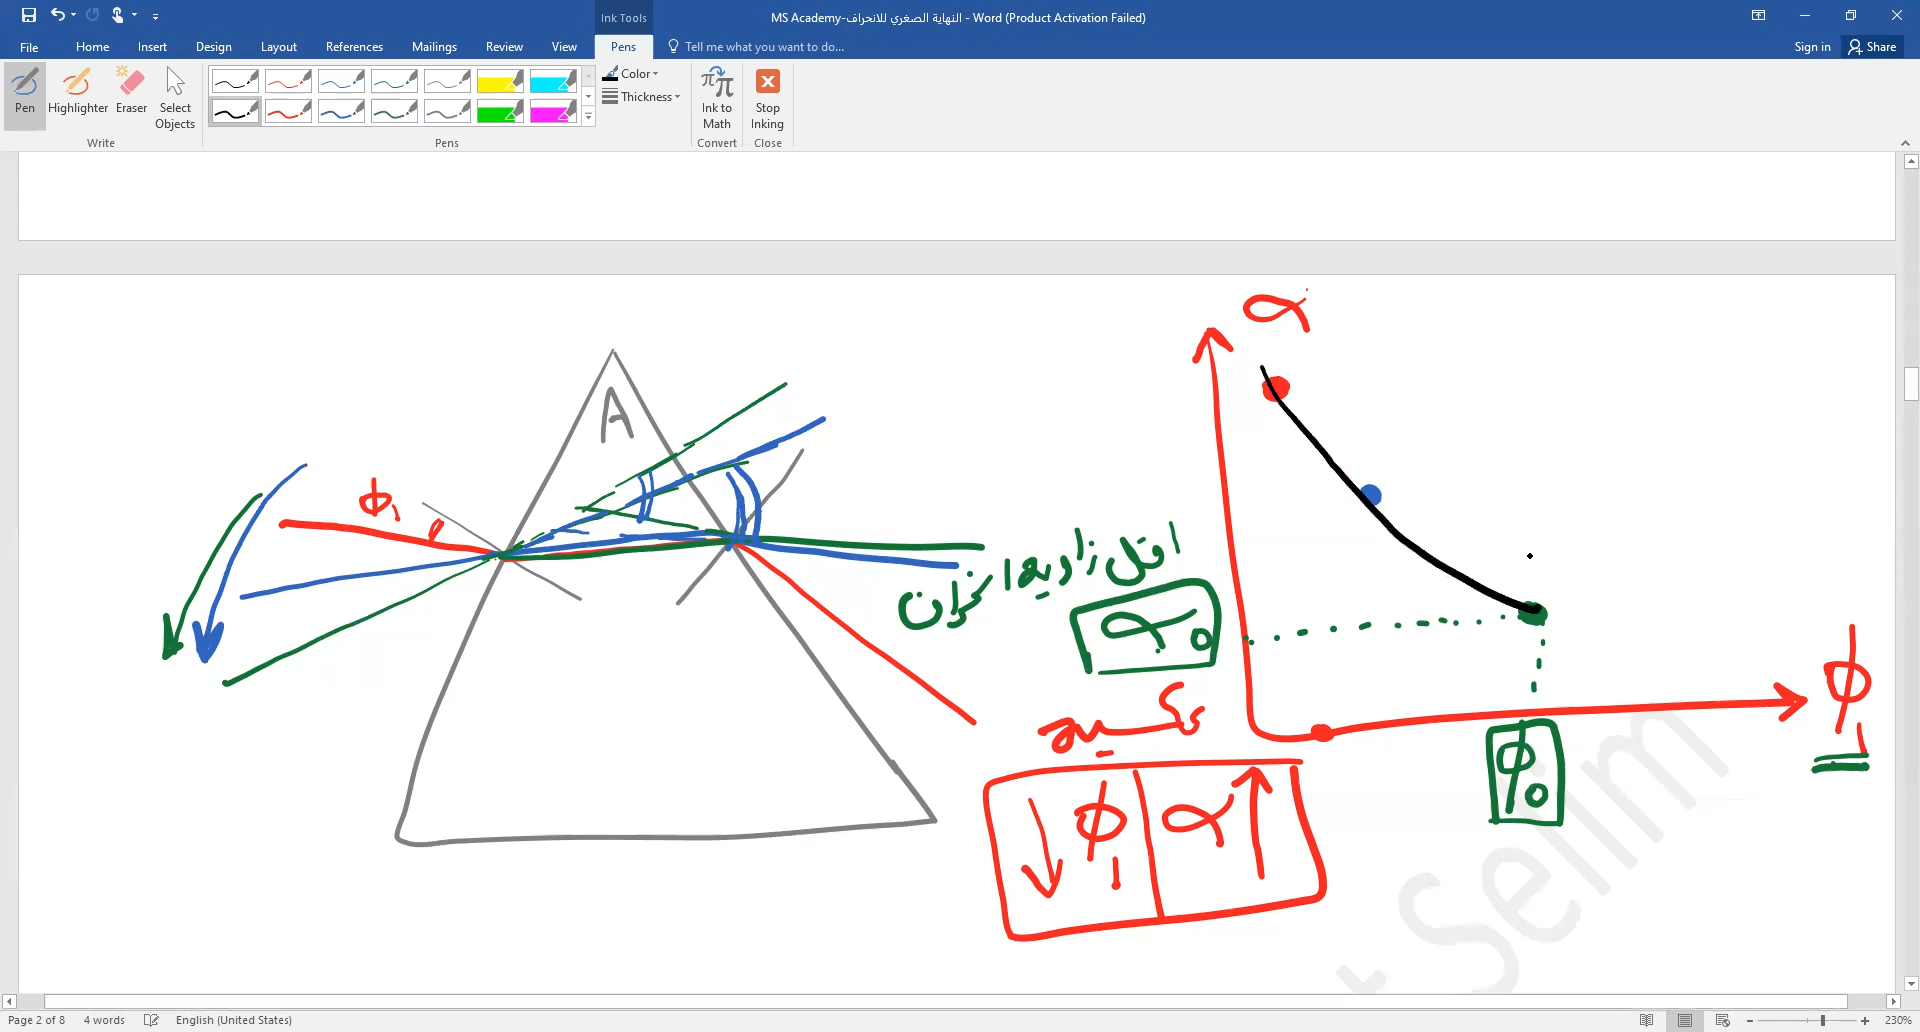 Ink Tools
MS Academy-النهاية الصغري للانحراف - Word (Product Activation Failed)
File Home Insert Design Layout References Mailings Review View Pens Tell me what you want to do... Sign in Share
Pen Highlighter Eraser Select Objects
Color
Thickness
Ink to Math
Stop Inking
Write Pens Convert Close
α
A
ϕ₁
اقل زاوية انحراف
α₀
ϕ₁
ϕ₀
↓ ϕ₁ α ↑
t Selim
Page 2 of 8 4 words English (United States) 230%